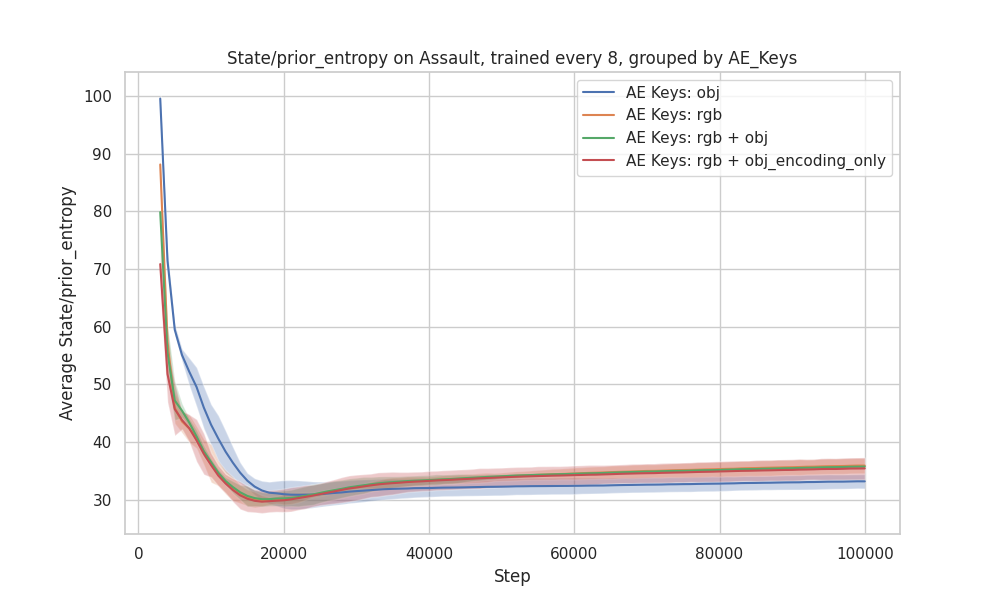 State/prior_entropy on Assault, trained every 8, grouped by AE_Keys
AE Keys: obj
AE Keys: rgb
AE Keys: rgb + obj
AE Keys: rgb + obj_encoding_only
Average State/prior_entropy
100
90
80
70
60
50
40
30
0
20000
40000
60000
80000
100000
Step